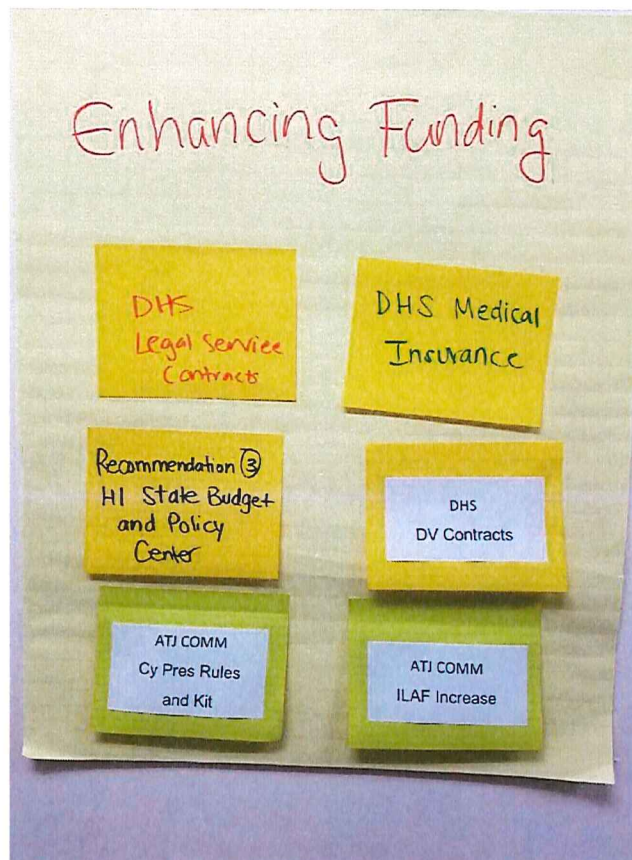 Enhancing Funding
DHS
Legal Service
Contracts
DHS Medical
Insurance
Recommendation ③
HI State Budget
and Policy
Center
DHS
DV Contracts
ATJ COMM
Cy Pres Rules
and Kit
ATJ COMM
ILAF Increase